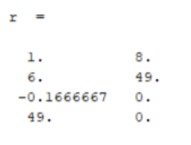 r =
1. 8.
6. 49.
-0.1666667 0.
49. 0.